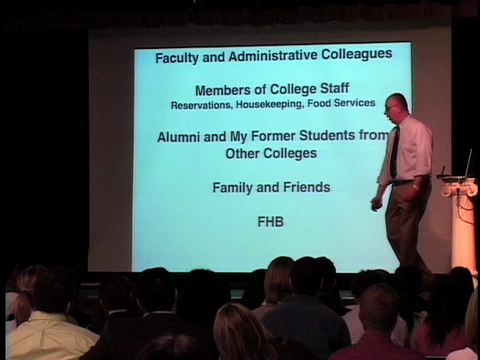 Faculty and Administrative Colleagues
Members of College Staff
Reservations, Housekeeping, Food Services
Alumni and My Former Students from
Other Colleges
Family and Friends
FHB